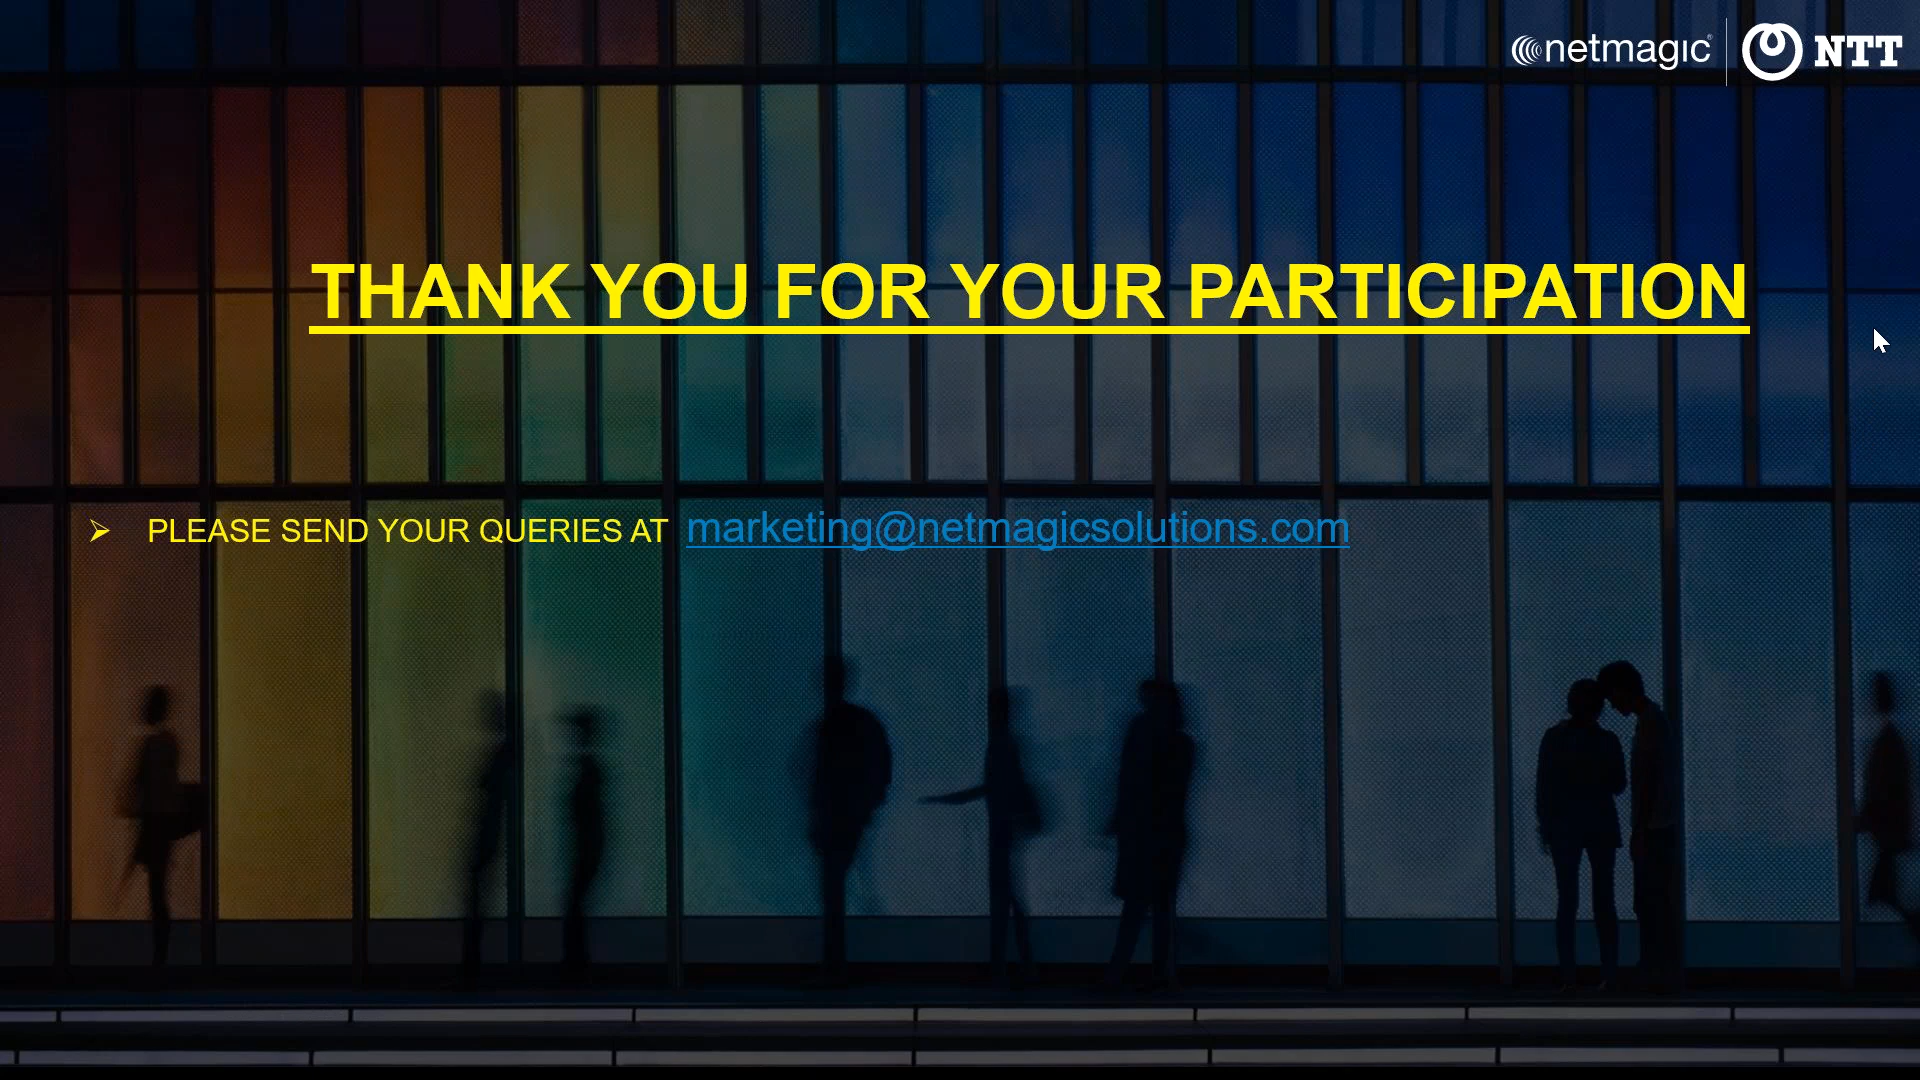 netmagic® NTT
THANK YOU FOR YOUR PARTICIPATION
➢ PLEASE SEND YOUR QUERIES AT marketing@netmagicsolutions.com